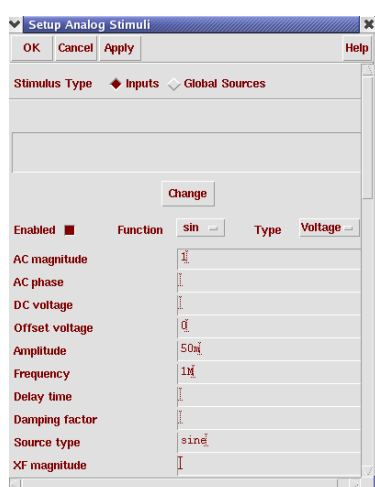 Setup Analog Stimuli
OK Cancel Apply Help
Stimulus Type Inputs Global Sources
Change
Enabled Function sin Type Voltage
AC magnitude 1
AC phase
DC voltage
Offset voltage 0
Amplitude 50m
Frequency 1M
Delay time
Damping factor
Source type sine
XF magnitude